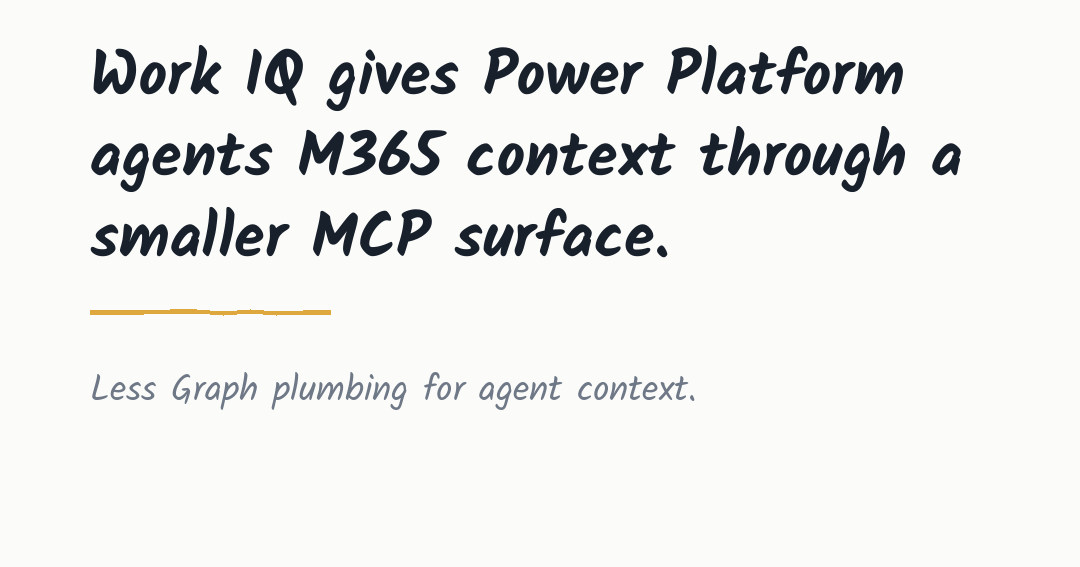 Work IQ gives Power Platform
agents M365 context through a
smaller MCP surface.
Less Graph plumbing for agent context.